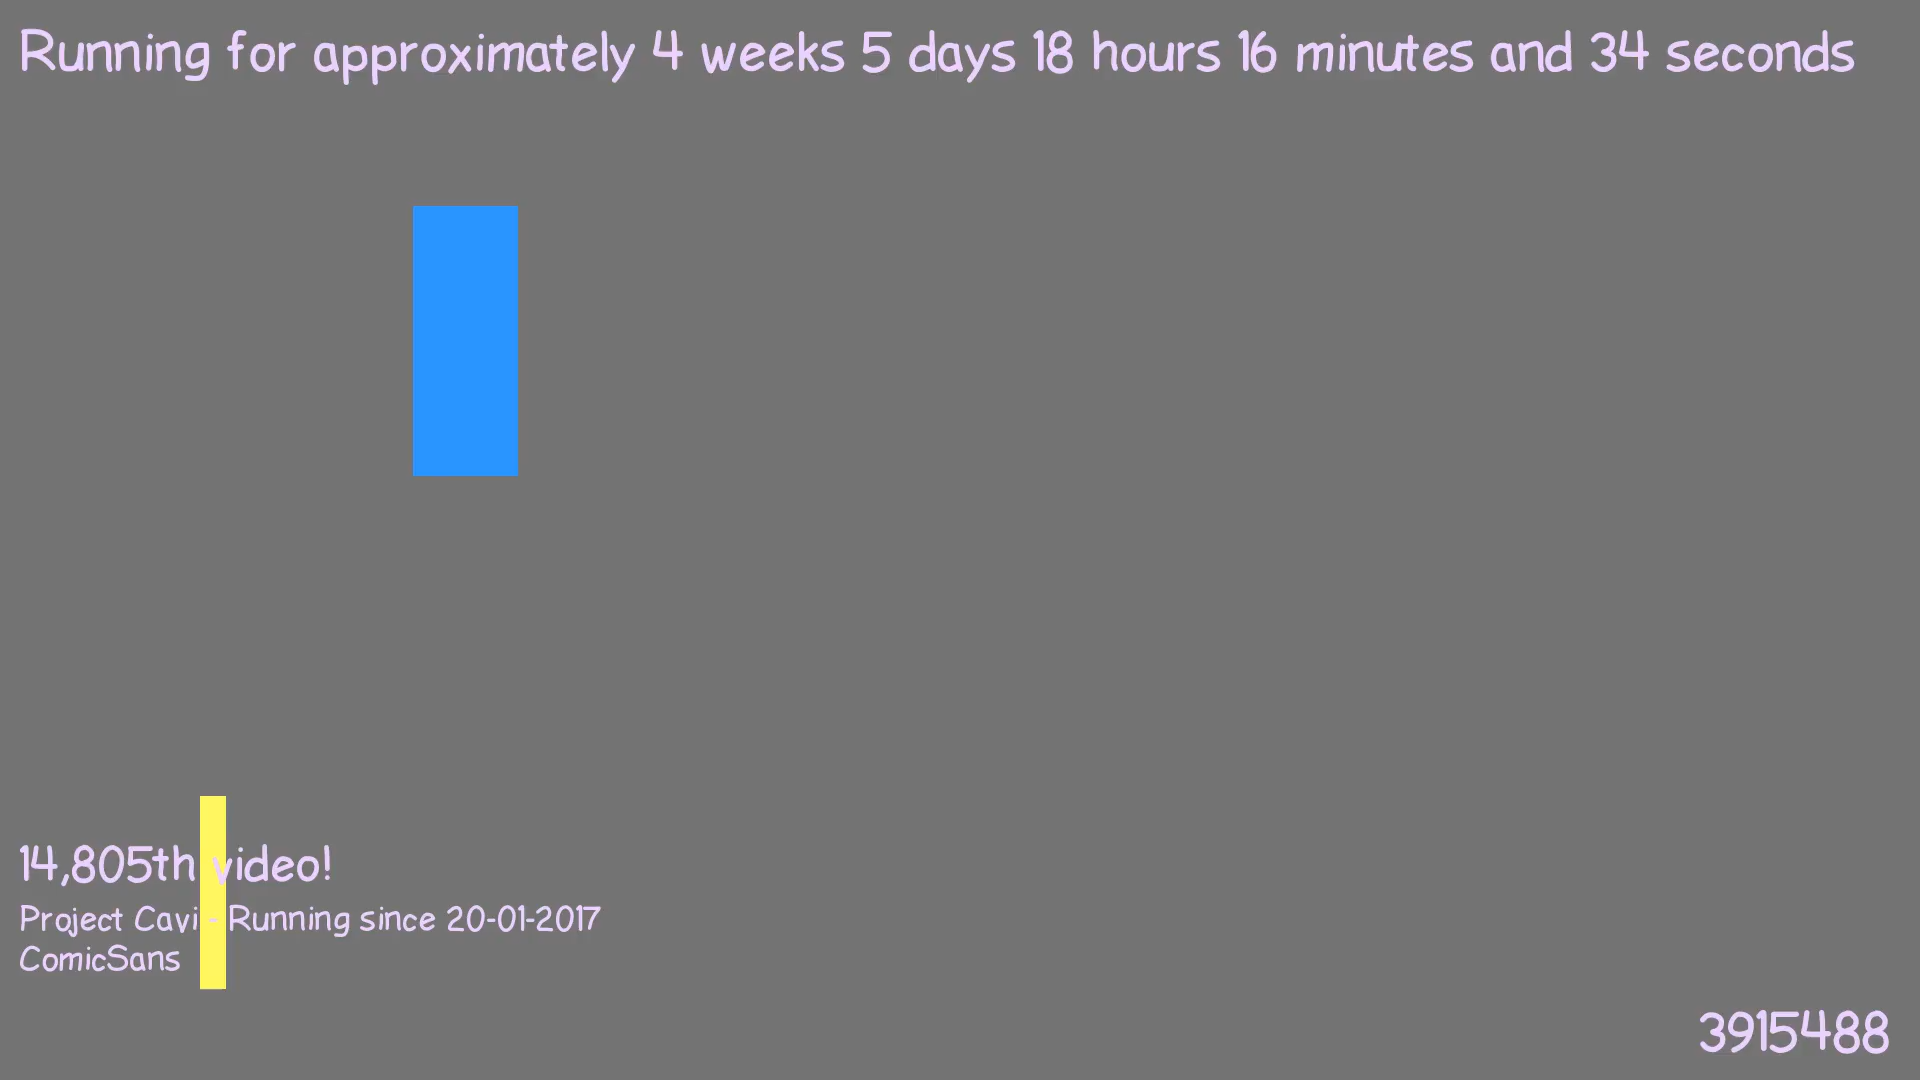 Running for approximately 4 weeks 5 days 18 hours 16 minutes and 34 seconds
14,805th video!
Project Cavi - Running since 20-01-2017
ComicSans
3915488